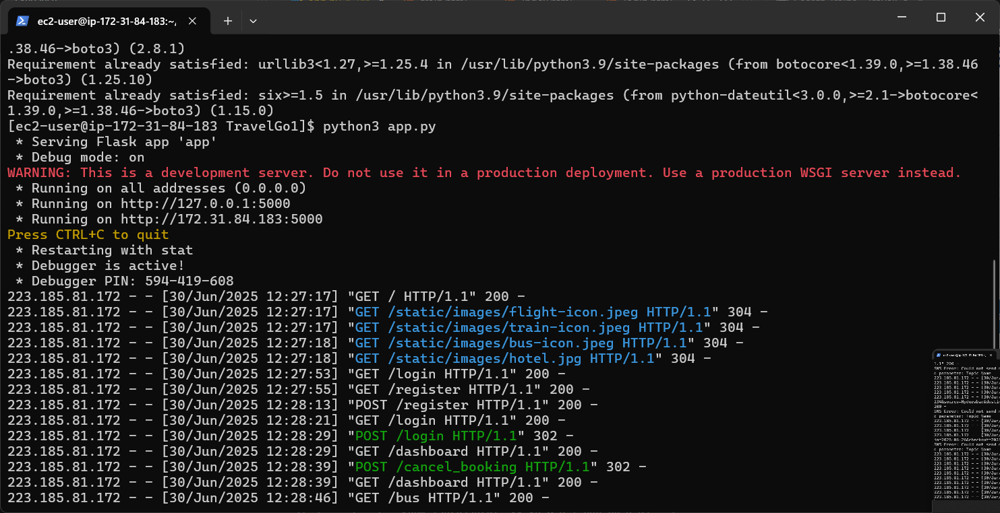 ec2-user@ip-172-31-84-183:~/
.38.46->boto3) (2.8.1)
Requirement already satisfied: urllib3<1.27,>=1.25.4 in /usr/lib/python3.9/site-packages (from botocore<1.39.0,>=1.38.46
->boto3) (1.25.10)
Requirement already satisfied: six>=1.5 in /usr/lib/python3.9/site-packages (from python-dateutil<3.0.0,>=2.1->botocore<
1.39.0,>=1.38.46->boto3) (1.15.0)
[ec2-user@ip-172-31-84-183 TravelGo1]$ python3 app.py
 * Serving Flask app 'app'
 * Debug mode: on
WARNING: This is a development server. Do not use it in a production deployment. Use a production WSGI server instead.
 * Running on all addresses (0.0.0.0)
 * Running on http://127.0.0.1:5000
 * Running on http://172.31.84.183:5000
Press CTRL+C to quit
 * Restarting with stat
 * Debugger is active!
 * Debugger PIN: 594-419-608
223.185.81.172 - - [30/Jun/2025 12:27:17] "GET / HTTP/1.1" 200 -
223.185.81.172 - - [30/Jun/2025 12:27:17] "GET /static/images/flight-icon.jpeg HTTP/1.1" 304 -
223.185.81.172 - - [30/Jun/2025 12:27:17] "GET /static/images/train-icon.jpeg HTTP/1.1" 304 -
223.185.81.172 - - [30/Jun/2025 12:27:18] "GET /static/images/bus-icon.jpeg HTTP/1.1" 304 -
223.185.81.172 - - [30/Jun/2025 12:27:18] "GET /static/images/hotel.jpg HTTP/1.1" 304 -
223.185.81.172 - - [30/Jun/2025 12:27:53] "GET /login HTTP/1.1" 200 -
223.185.81.172 - - [30/Jun/2025 12:27:55] "GET /register HTTP/1.1" 200 -
223.185.81.172 - - [30/Jun/2025 12:28:13] "POST /register HTTP/1.1" 200 -
223.185.81.172 - - [30/Jun/2025 12:28:21] "GET /login HTTP/1.1" 200 -
223.185.81.172 - - [30/Jun/2025 12:28:29] "POST /login HTTP/1.1" 302 -
223.185.81.172 - - [30/Jun/2025 12:28:29] "GET /dashboard HTTP/1.1" 200 -
223.185.81.172 - - [30/Jun/2025 12:28:39] "POST /cancel_booking HTTP/1.1" 302 -
223.185.81.172 - - [30/Jun/2025 12:28:39] "GET /dashboard HTTP/1.1" 200 -
223.185.81.172 - - [30/Jun/2025 12:28:46] "GET /bus HTTP/1.1" 200 -